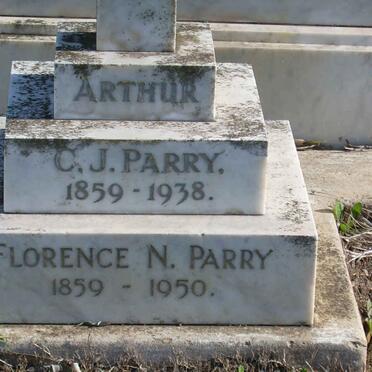 ARTHUR
C. J. PARRY.
1859 - 1938.
FLORENCE N. PARRY
1859 - 1950.